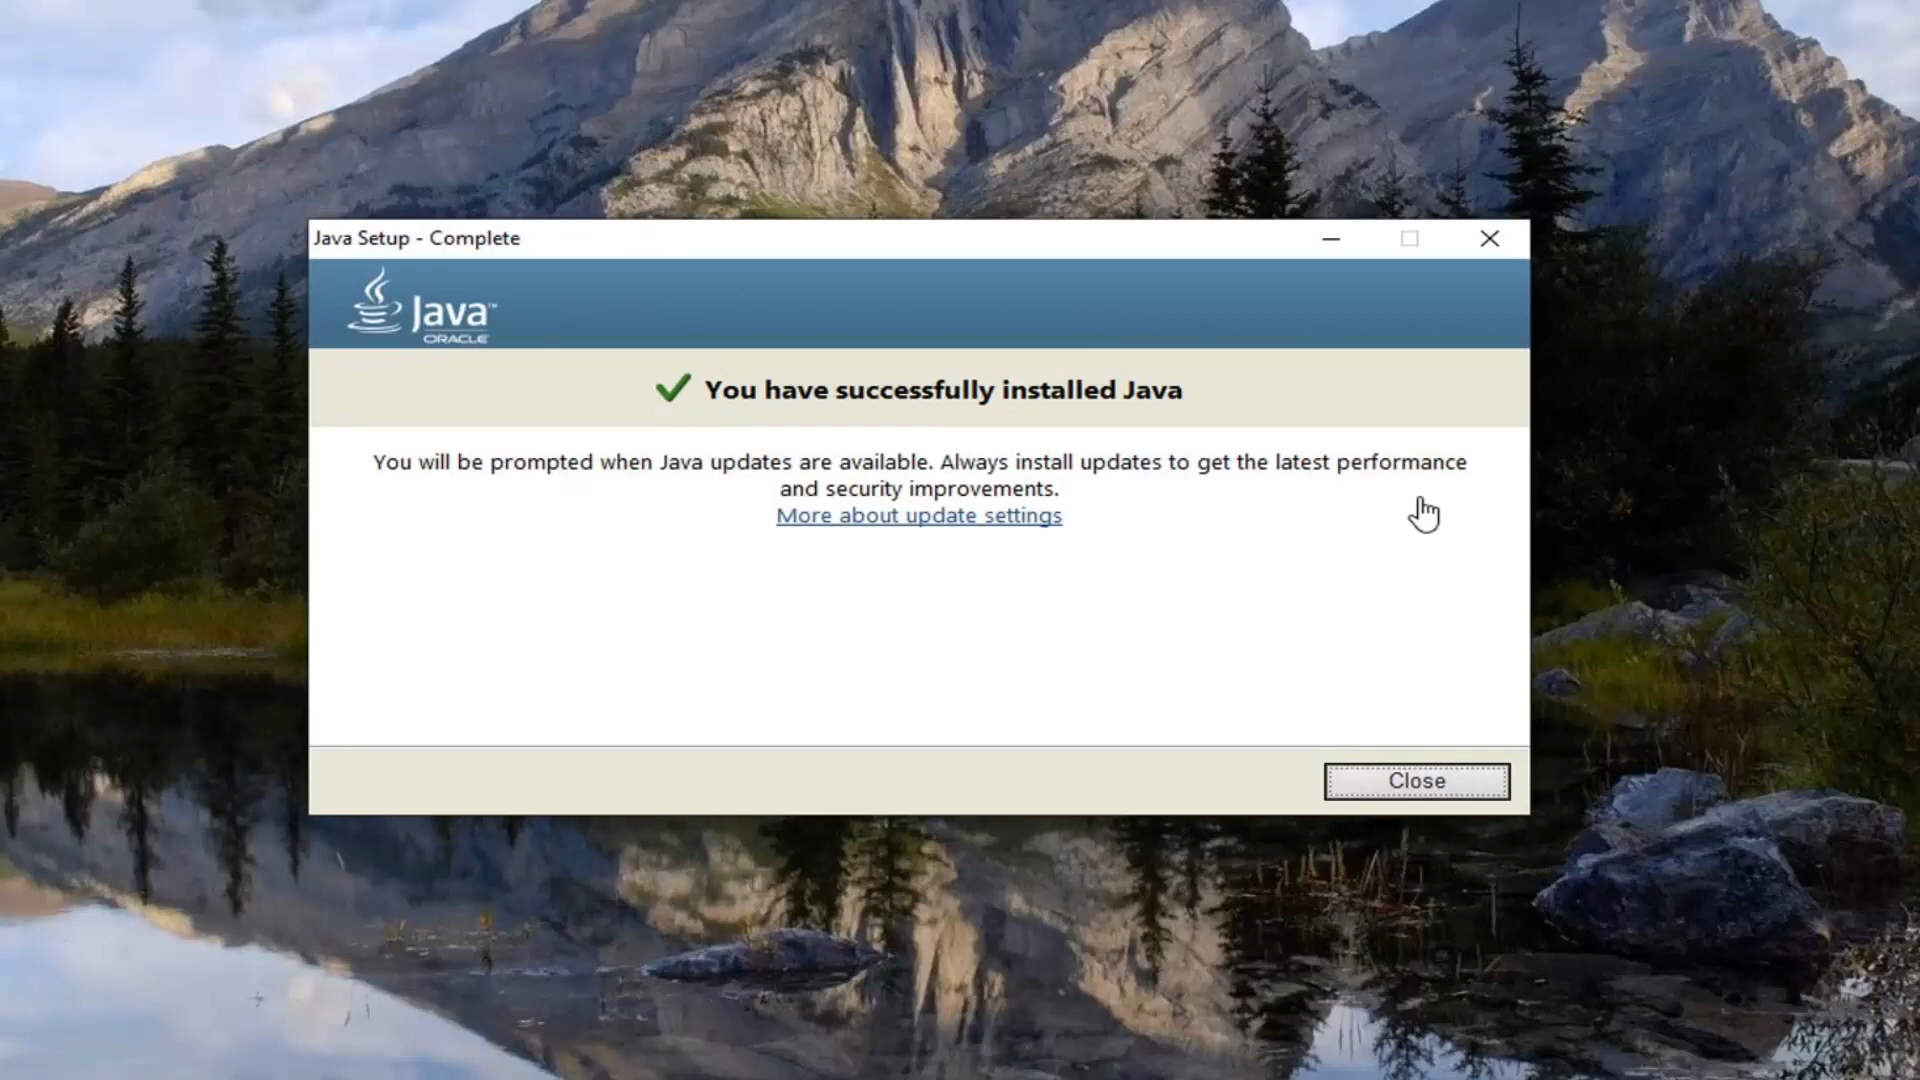 Java Setup - Complete
Java™
ORACLE
You have successfully installed Java
You will be prompted when Java updates are available. Always install updates to get the latest performance
and security improvements.
More about update settings
Close